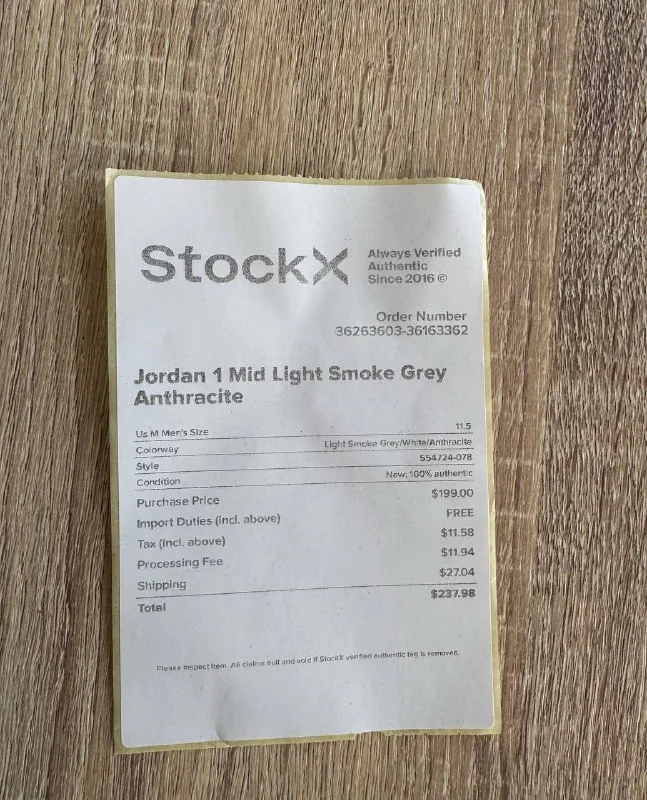 StockX
Always Verified
Authentic
Since 2016 ©
Order Number
36263603-36163362
Jordan 1 Mid Light Smoke Grey
Anthracite
Us M Men's Size 11.5
Colorway Light Smoke Grey/White/Anthracite
Style 554724-078
Condition New; 100% authentic
Purchase Price $199.00
Import Duties (incl. above) FREE
Tax (incl. above) $11.58
Processing Fee $11.94
Shipping $27.04
Total $237.98
Please inspect item. All claims null and void if StockX verified authentic tag is removed.